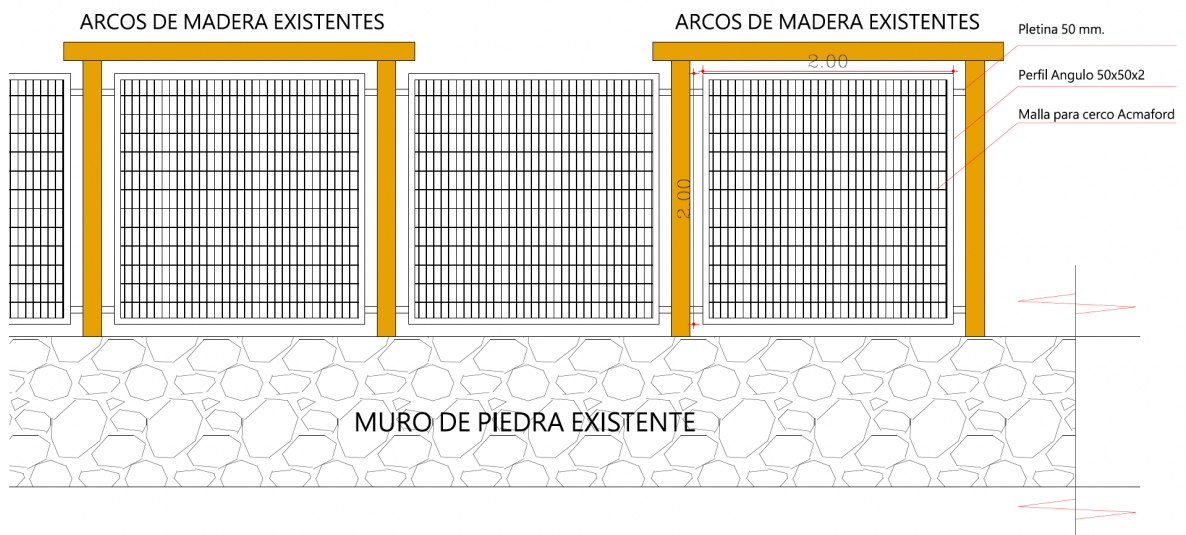 ARCOS DE MADERA EXISTENTES
ARCOS DE MADERA EXISTENTES
Pletina 50 mm.
2.00
Perfil Angulo 50x50x2
Malla para cerco Acmaford
2.00
MURO DE PIEDRA EXISTENTE